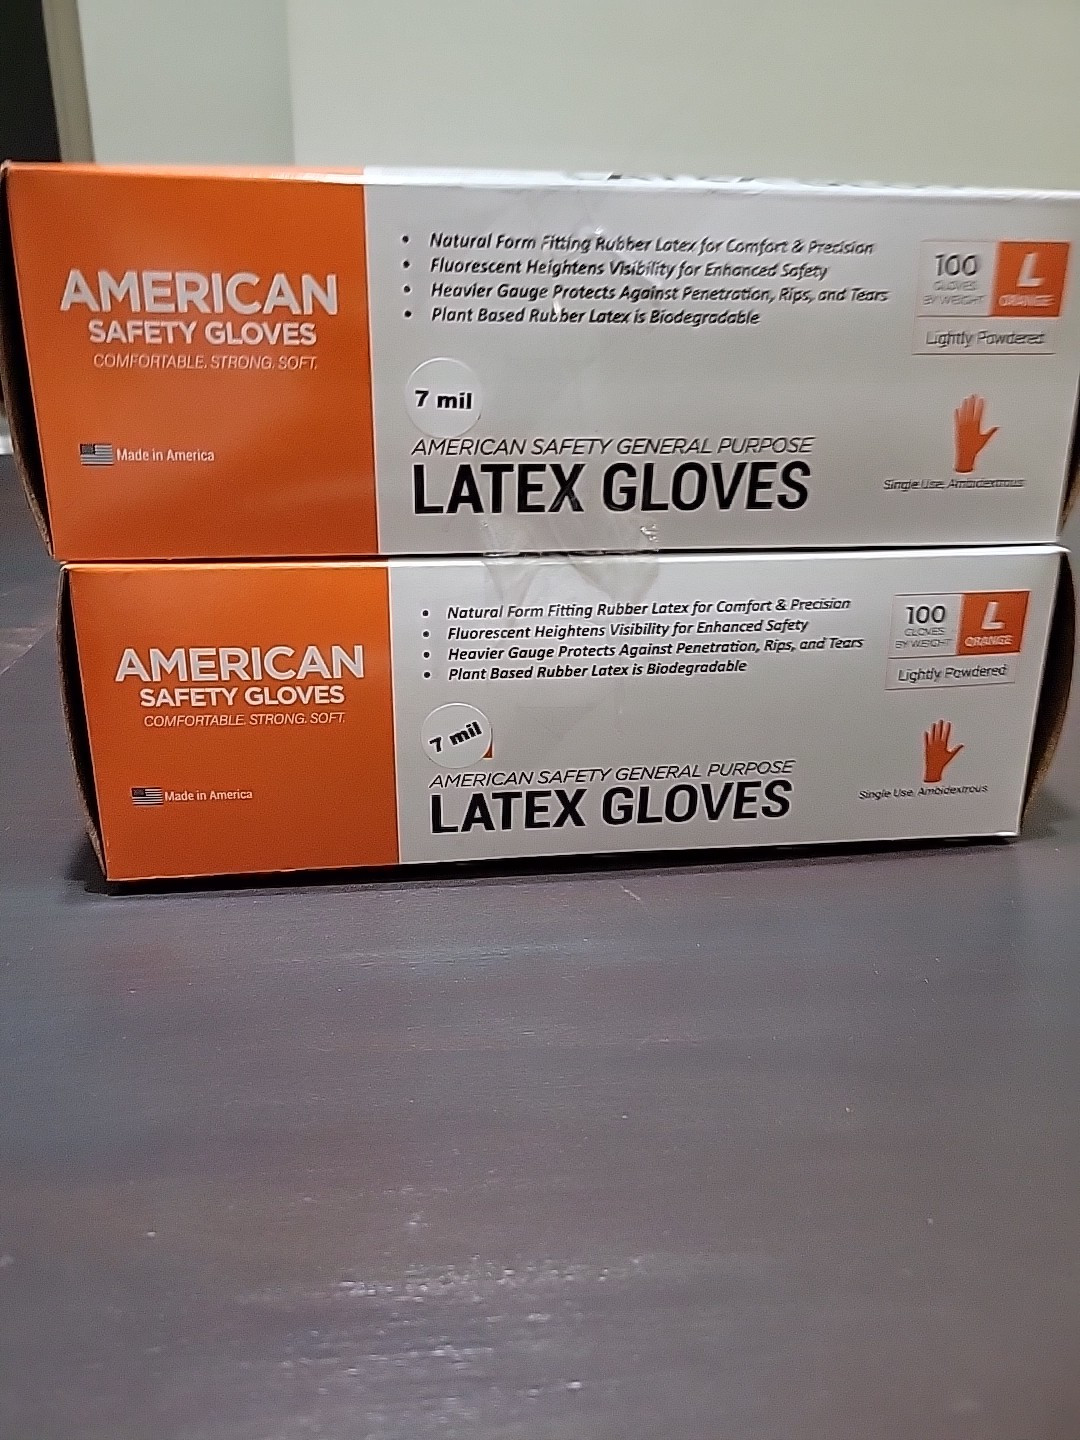 AMERICAN
SAFETY GLOVES
COMFORTABLE. STRONG. SOFT.
Made in America
• Natural Form Fitting Rubber Latex for Comfort & Precision
• Fluorescent Heightens Visibility for Enhanced Safety
• Heavier Gauge Protects Against Penetration, Rips, and Tears
• Plant Based Rubber Latex is Biodegradable
7 mil
AMERICAN SAFETY GENERAL PURPOSE
LATEX GLOVES
100
GLOVES
BY WEIGHT
L
ORANGE
Lightly Powdered
Single Use, Ambidextrous
AMERICAN
SAFETY GLOVES
COMFORTABLE. STRONG. SOFT.
Made in America
• Natural Form Fitting Rubber Latex for Comfort & Precision
• Fluorescent Heightens Visibility for Enhanced Safety
• Heavier Gauge Protects Against Penetration, Rips, and Tears
• Plant Based Rubber Latex is Biodegradable
7 mil
AMERICAN SAFETY GENERAL PURPOSE
LATEX GLOVES
100
GLOVES
BY WEIGHT
L
ORANGE
Lightly Powdered
Single Use, Ambidextrous